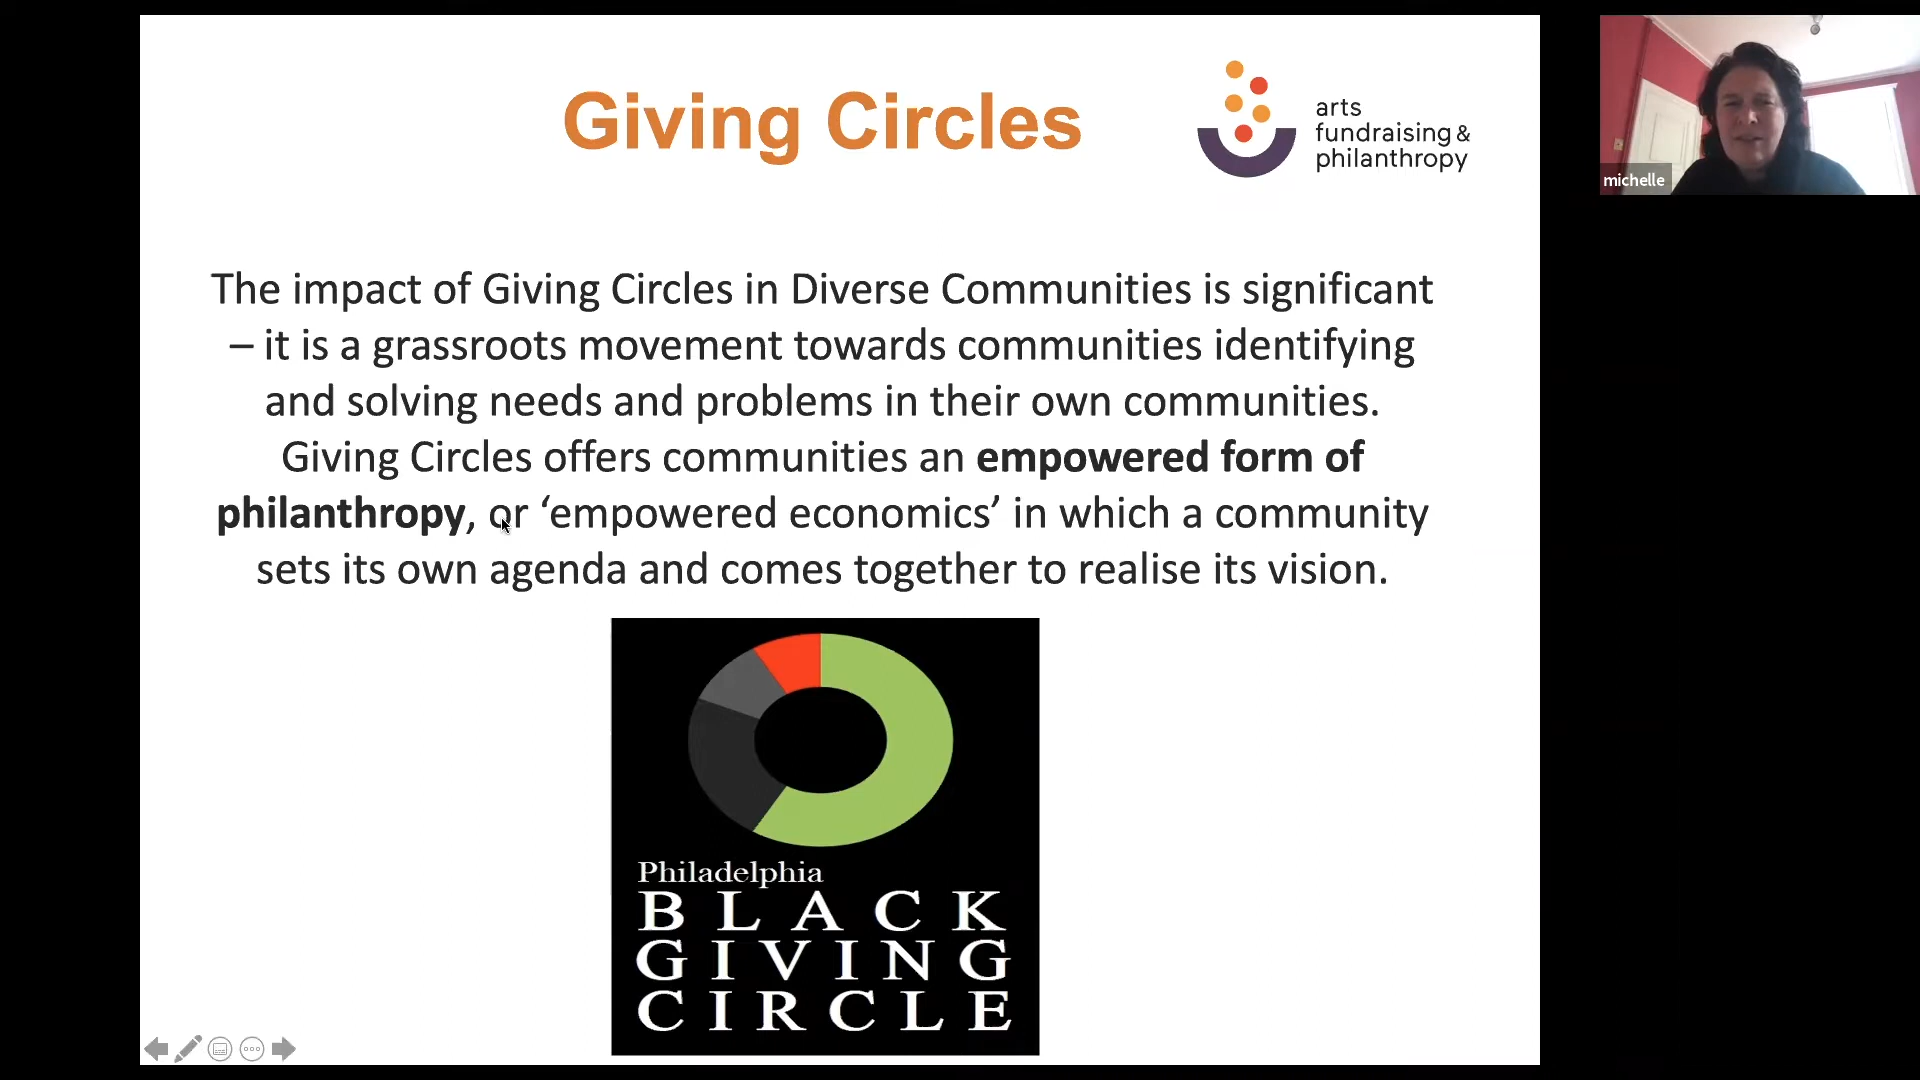 Giving Circles
arts
fundraising &
philanthropy
michelle
The impact of Giving Circles in Diverse Communities is significant
– it is a grassroots movement towards communities identifying
and solving needs and problems in their own communities.
Giving Circles offers communities an empowered form of
philanthropy, or ‘empowered economics’ in which a community
sets its own agenda and comes together to realise its vision.
Philadelphia
BLACK
GIVING
CIRCLE